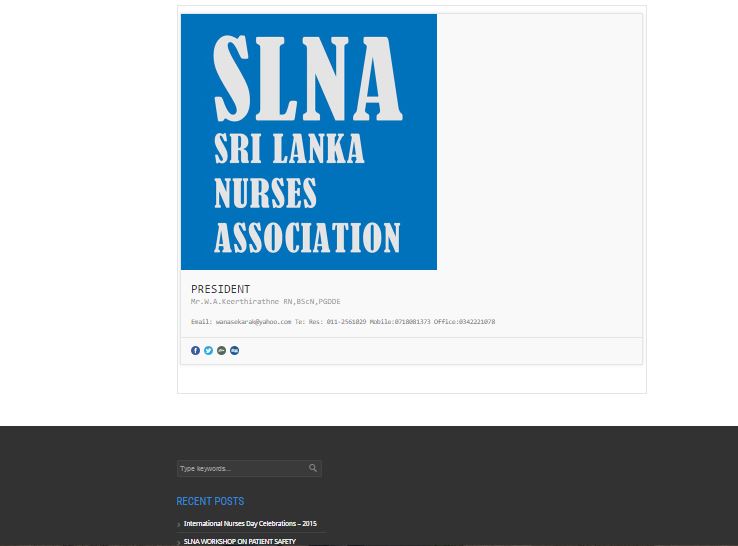 SLNA
SRI LANKA
NURSES
ASSOCIATION
PRESIDENT
Mr.W.A.Keerthirathne RN,BScN,PGDDE
Email: wanasekarak@yahoo.com Te: Res: 011-2561029 Mobile:0718081373 Office:0342221078
Type keywords...
RECENT POSTS
International Nurses Day Celebrations – 2015
SLNA WORKSHOP ON PATIENT SAFETY